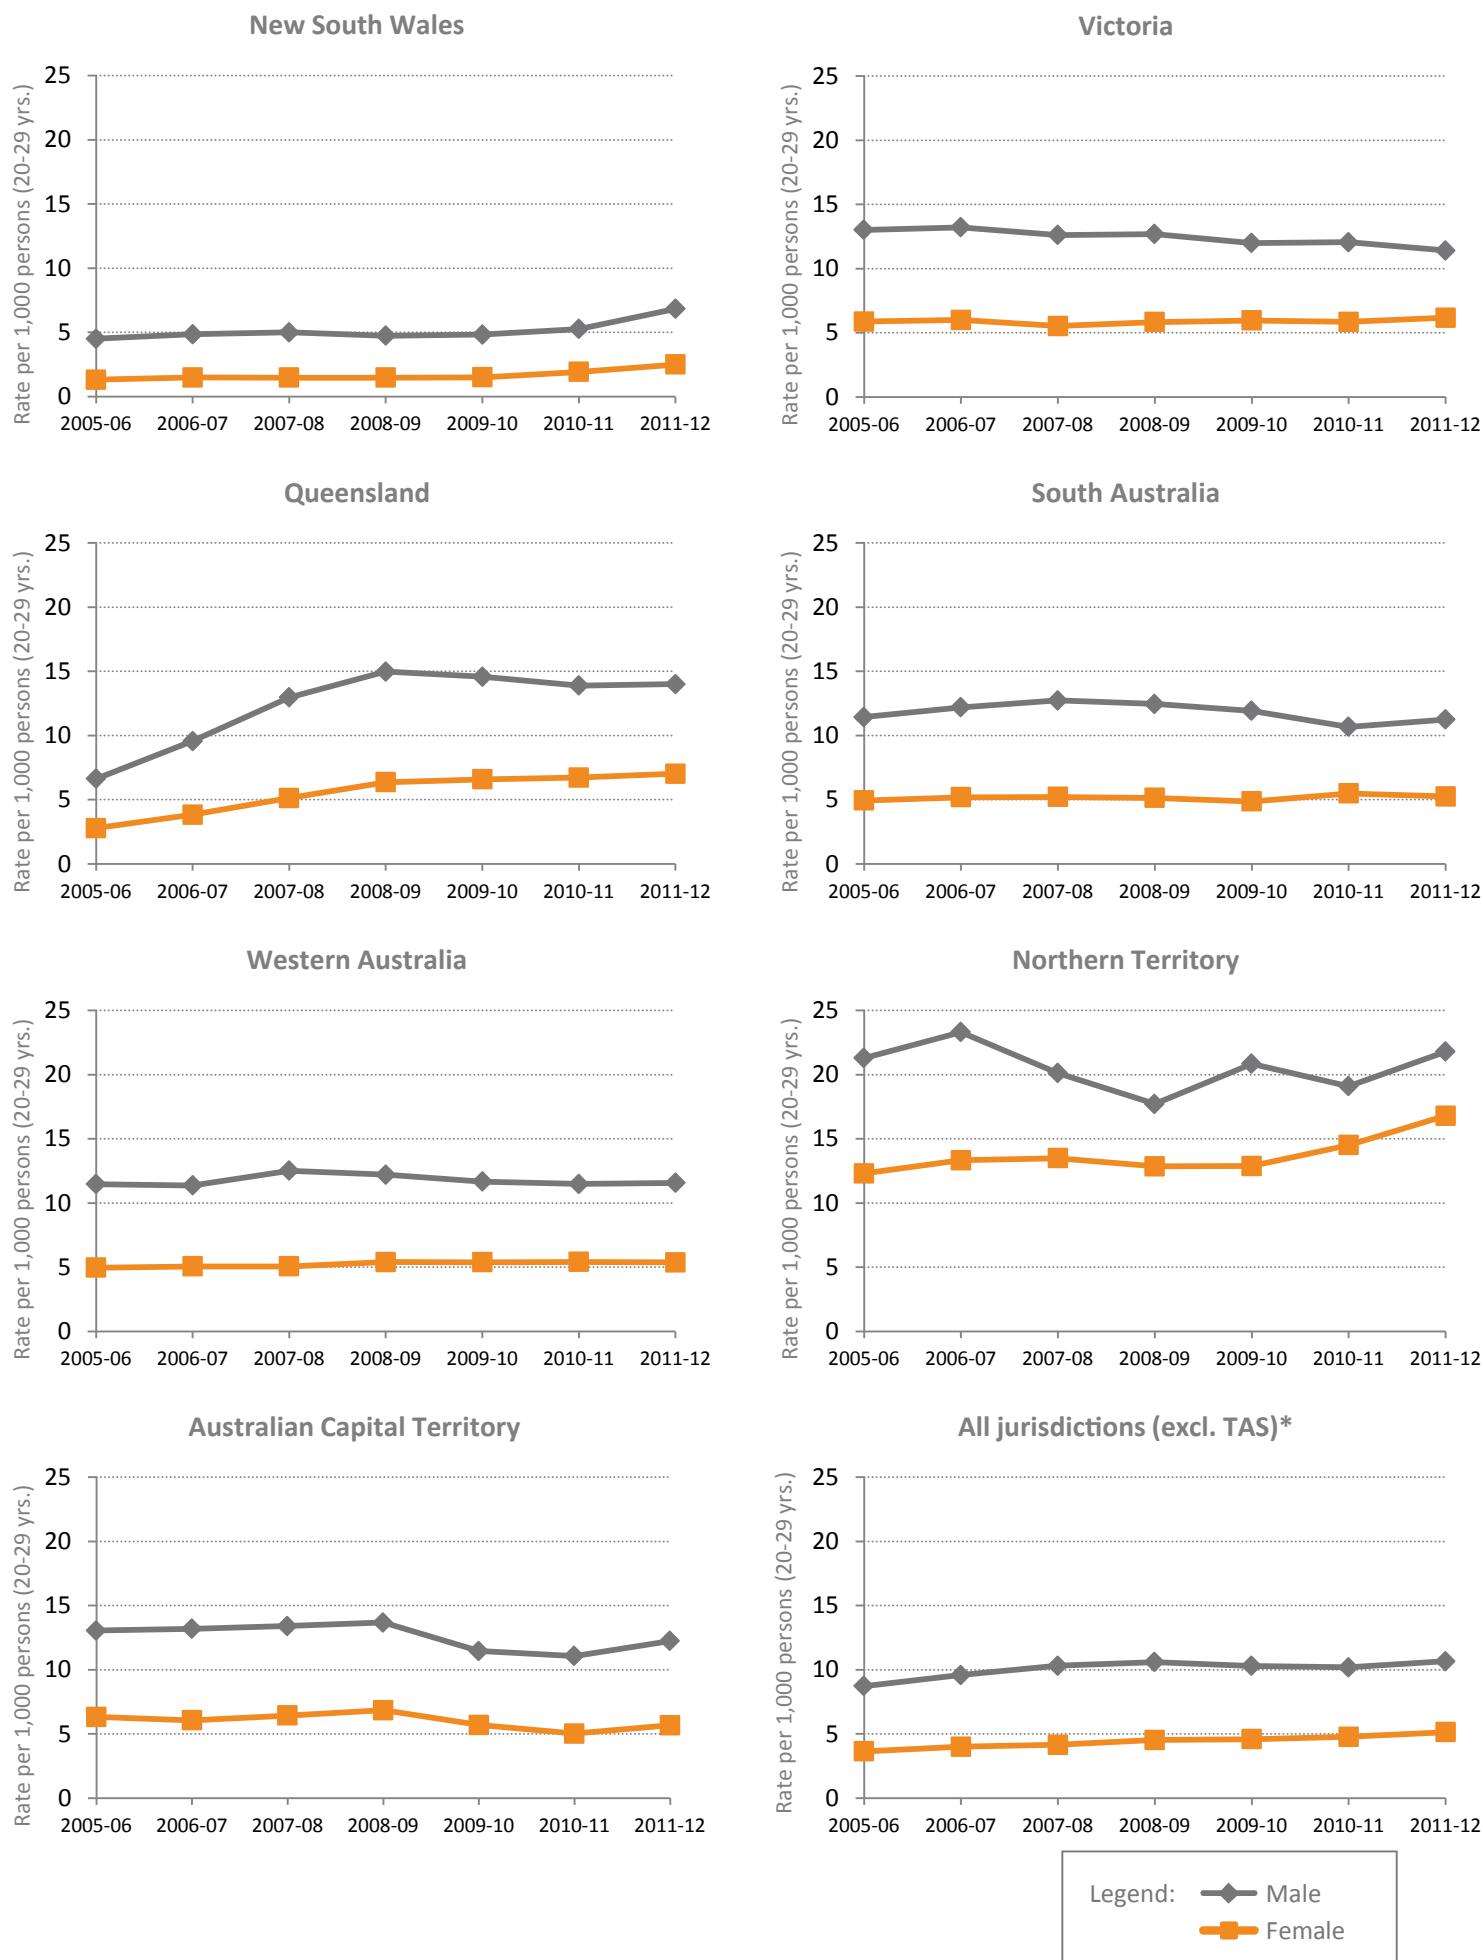 New South Wales
Rate per 1,000 persons (20-29 yrs.)
25
20
15
10
5
0
2005-06 2006-07 2007-08 2008-09 2009-10 2010-11 2011-12
Victoria
Rate per 1,000 persons (20-29 yrs.)
25
20
15
10
5
0
2005-06 2006-07 2007-08 2008-09 2009-10 2010-11 2011-12
Queensland
Rate per 1,000 persons (20-29 yrs.)
25
20
15
10
5
0
2005-06 2006-07 2007-08 2008-09 2009-10 2010-11 2011-12
South Australia
Rate per 1,000 persons (20-29 yrs.)
25
20
15
10
5
0
2005-06 2006-07 2007-08 2008-09 2009-10 2010-11 2011-12
Western Australia
Rate per 1,000 persons (20-29 yrs.)
25
20
15
10
5
0
2005-06 2006-07 2007-08 2008-09 2009-10 2010-11 2011-12
Northern Territory
Rate per 1,000 persons (20-29 yrs.)
25
20
15
10
5
0
2005-06 2006-07 2007-08 2008-09 2009-10 2010-11 2011-12
Australian Capital Territory
Rate per 1,000 persons (20-29 yrs.)
25
20
15
10
5
0
2005-06 2006-07 2007-08 2008-09 2009-10 2010-11 2011-12
All jurisdictions (excl. TAS)*
Rate per 1,000 persons (20-29 yrs.)
25
20
15
10
5
0
2005-06 2006-07 2007-08 2008-09 2009-10 2010-11 2011-12
Legend: Male
Female